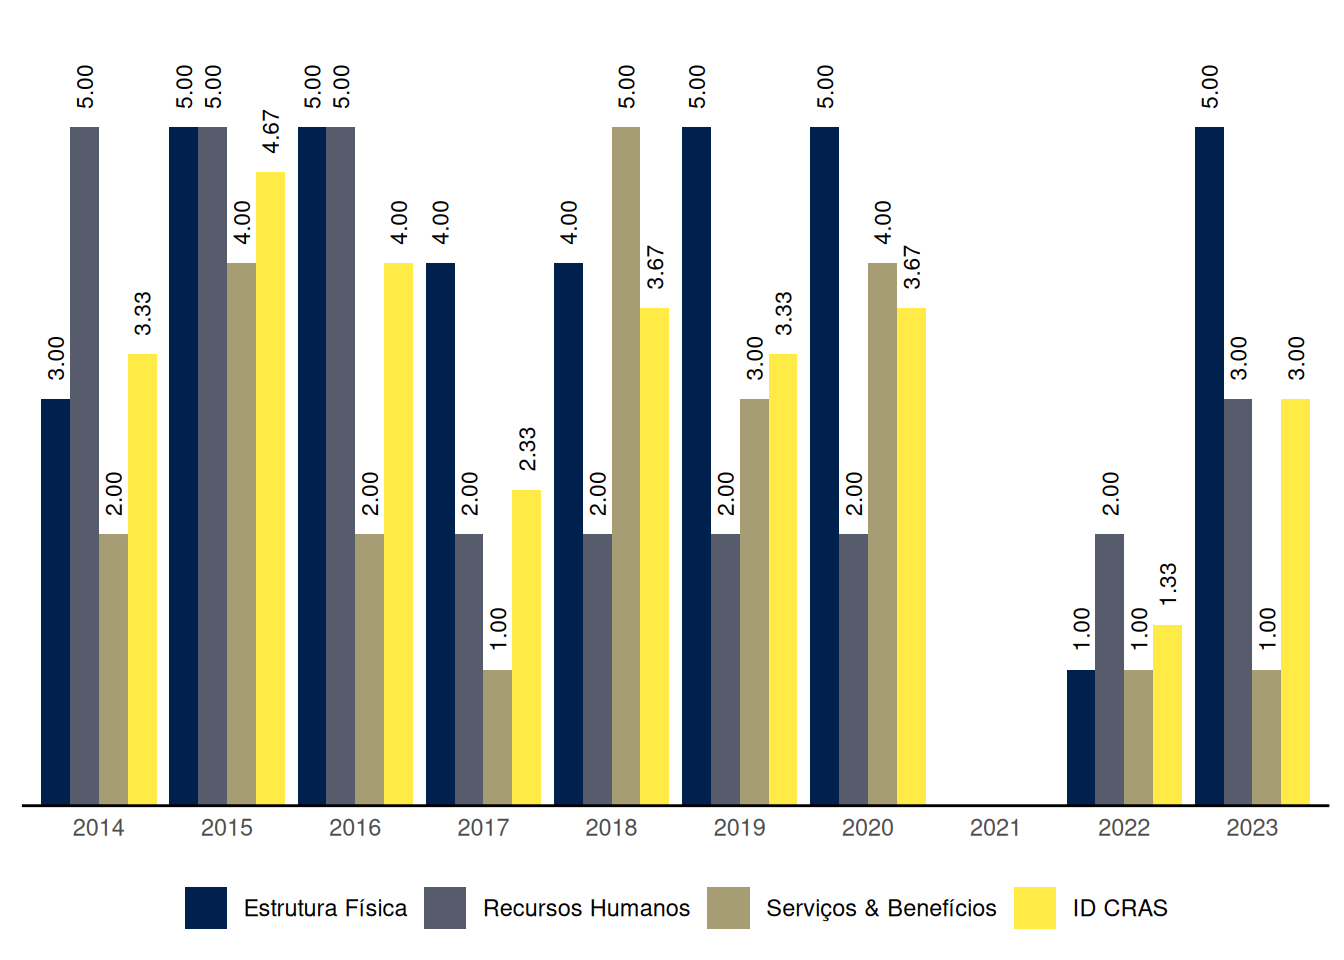 3.00 5.00 2.00 3.33
5.00 5.00 4.00 4.67
5.00 5.00 2.00 4.00
4.00 2.00 1.00 2.33
4.00 2.00 5.00 3.67
5.00 2.00 3.00 3.33
5.00 2.00 4.00 3.67
1.00 2.00 1.00 1.33
5.00 3.00 1.00 3.00
2014 2015 2016 2017 2018 2019 2020 2021 2022 2023
Estrutura Física Recursos Humanos Serviços & Benefícios ID CRAS